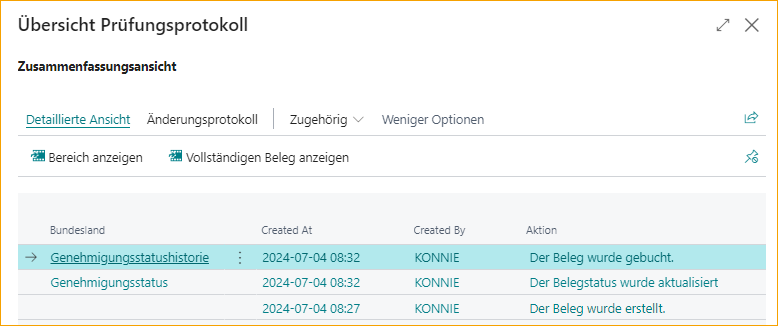 Übersicht Prüfungsprotokoll
Zusammenfassungsansicht
Detaillierte Ansicht Änderungsprotokoll Zugehörig Weniger Optionen
Bereich anzeigen Vollständigen Beleg anzeigen
Bundesland Created At Created By Aktion
Genehmigungsstatushistorie 2024-07-04 08:32 KONNIE Der Beleg wurde gebucht.
Genehmigungsstatus 2024-07-04 08:32 KONNIE Der Belegstatus wurde aktualisiert
2024-07-04 08:27 KONNIE Der Beleg wurde erstellt.